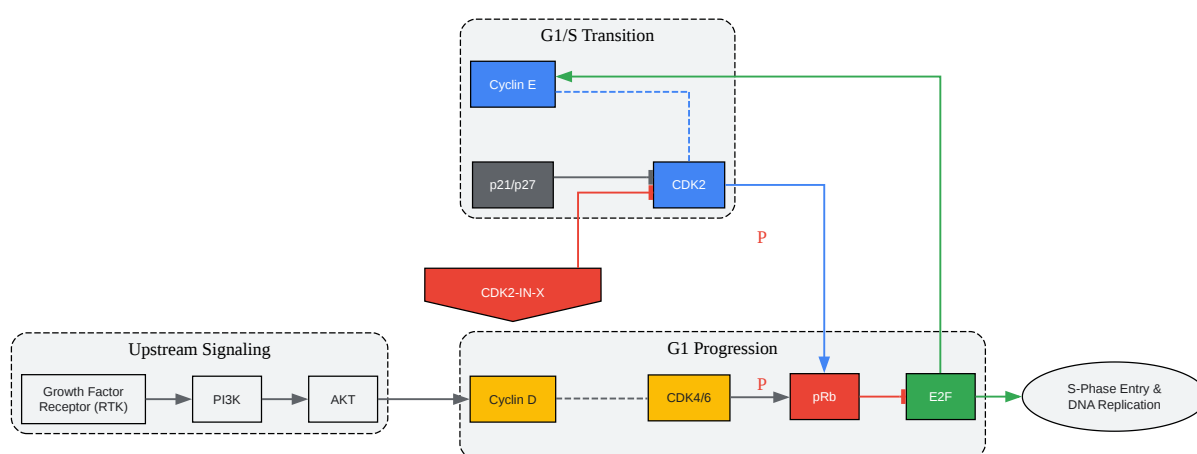 G1/S Transition
Cyclin E
p21/p27
CDK2
P
CDK2-IN-X
Upstream Signaling
G1 Progression
Growth Factor
Receptor (RTK)
PI3K
AKT
Cyclin D
CDK4/6
P
pRb
E2F
S-Phase Entry &
DNA Replication